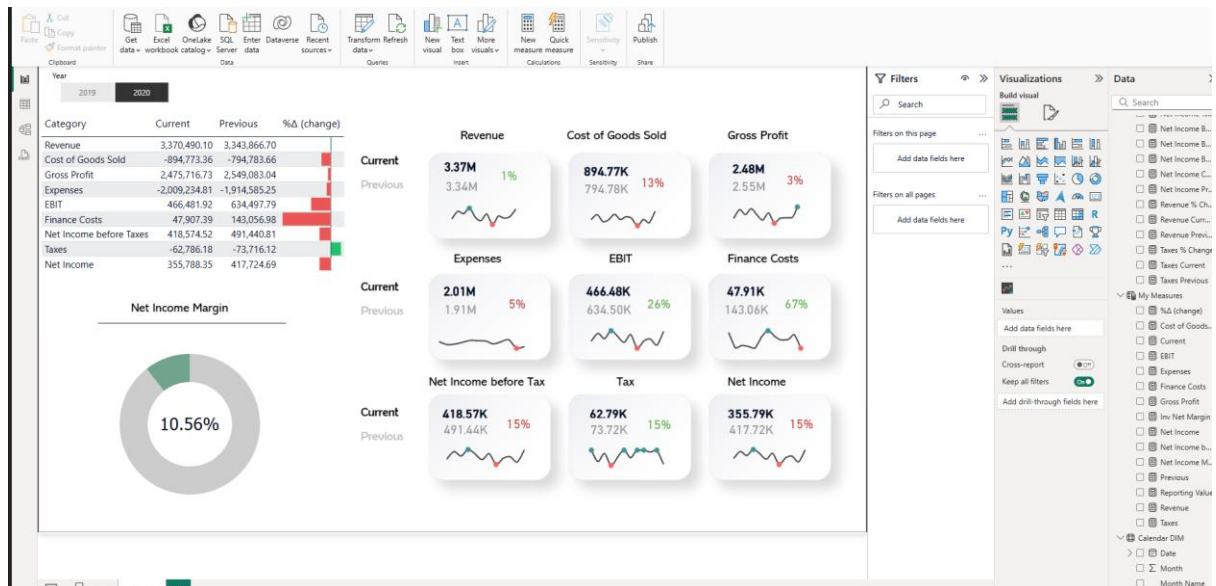 Cut
Copy
Format painter
Paste
Get data
Excel workbook
OneLake catalog
SQL Server
Enter data
Dataverse
Recent sources
Transform data
Refresh
New visual
Text box
More visuals
New measure
Quick measure
Sensitivity
Publish
Clipboard
Data
Queries
Insert
Calculations
Sensitivity
Share
Year
2019 2020
Category Current Previous %Δ (change)
Revenue 3,370,490.10 3,343,866.70
Cost of Goods Sold -894,773.36 -794,783.66
Gross Profit 2,475,716.73 2,549,083.04
Expenses -2,009,234.81 -1,914,585.25
EBIT 466,481.92 634,497.79
Finance Costs 47,907.39 143,056.98
Net Income before Taxes 418,574.52 491,440.81
Taxes -62,786.18 -73,716.12
Net Income 355,788.35 417,724.69
Net Income Margin
10.56%
Revenue Cost of Goods Sold Gross Profit
Current 3.37M 1% 894.77K 13% 2.48M 3%
Previous 3.34M 794.78K 2.55M
Expenses EBIT Finance Costs
Current 2.01M 5% 466.48K 26% 47.91K 67%
Previous 1.91M 634.50K 143.06K
Net Income before Tax Tax Net Income
Current 418.57K 15% 62.79K 15% 355.79K 15%
Previous 491.44K 73.72K 417.72K
Filters
Search
Filters on this page ...
Add data fields here
Filters on all pages ...
Add data fields here
Visualizations
Build visual
R
Py
...
Values
Add data fields here
Drill through
Cross-report Off
Keep all filters On
Add drill-through fields here
Data
Search
Net Income B...
Net Income B...
Net Income B...
Net Income C...
Net Income Pr...
Revenue % Ch...
Revenue Curr...
Revenue Previ...
Taxes % Change
Taxes Current
Taxes Previous
My Measures
%Δ (change)
Cost of Goods...
Current
EBIT
Expenses
Finance Costs
Gross Profit
Inv Net Margin
Net Income
Net Income b...
Net Income M...
Previous
Reporting Value
Revenue
Taxes
Calendar DIM
Date
Month
Month Name